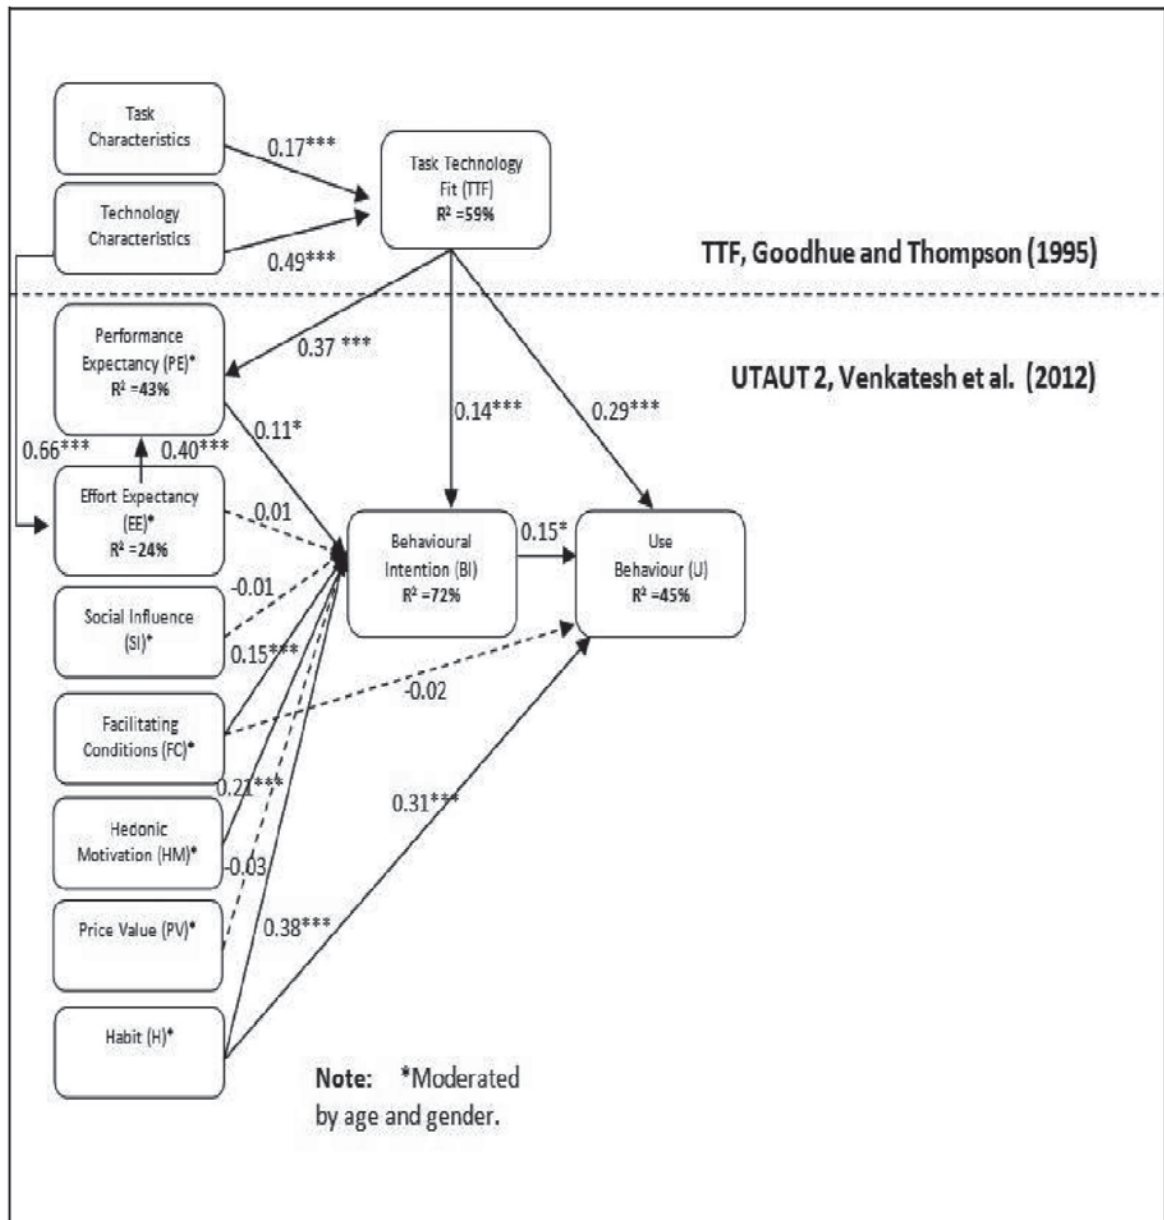 Task
Characteristics
0.17***
Task Technology
Fit (TTF)
R² =59%
Technology
Characteristics
0.49***
TTF, Goodhue and Thompson (1995)
Performance
Expectancy (PE)*
R² =43%
0.37 ***
UTAUT 2, Venkatesh et al. (2012)
0.14***
0.29***
0.11*
0.66***
0.40***
Effort Expectancy
(EE)*
R² =24%
-0.01
Behavioural
Intention (BI)
R² =72%
0.15*
Use
Behaviour (U)
R² =45%
-0.01
Social Influence
(SI)*
0.15***
-0.02
Facilitating
Conditions (FC)*
0.21***
0.31***
Hedonic
Motivation (HM)*
-0.03
Price Value (PV)*
0.38***
Habit (H)*
Note: *Moderated
by age and gender.